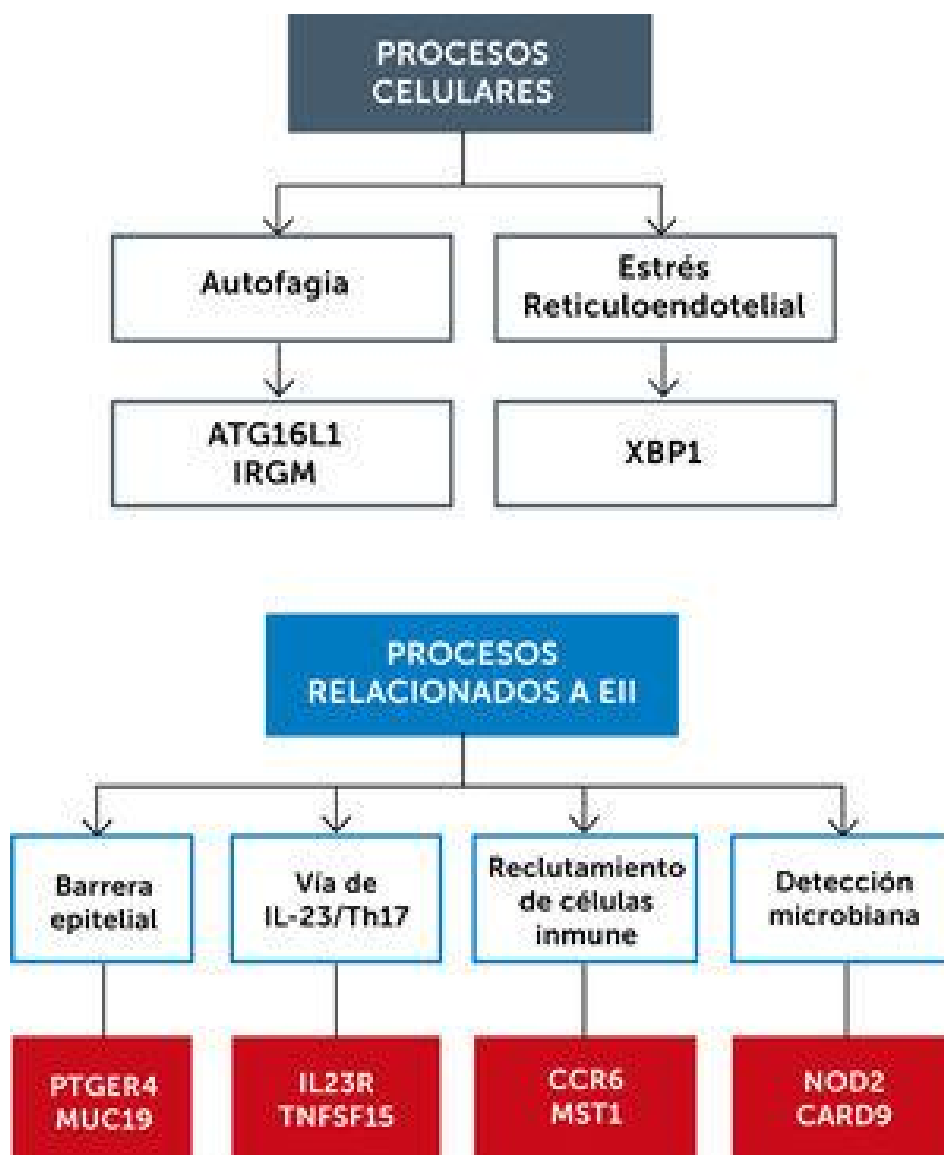 PROCESOS
CELULARES
Autofagia
Estrés
Reticuloendotelial
ATG16L1
IRGM
XBP1
PROCESOS
RELACIONADOS A EII
Barrera
epitelial
Vía de
IL-23/Th17
Reclutamiento
de células
inmune
Detección
microbiana
PTGER4
MUC19
IL23R
TNFSF15
CCR6
MST1
NOD2
CARD9